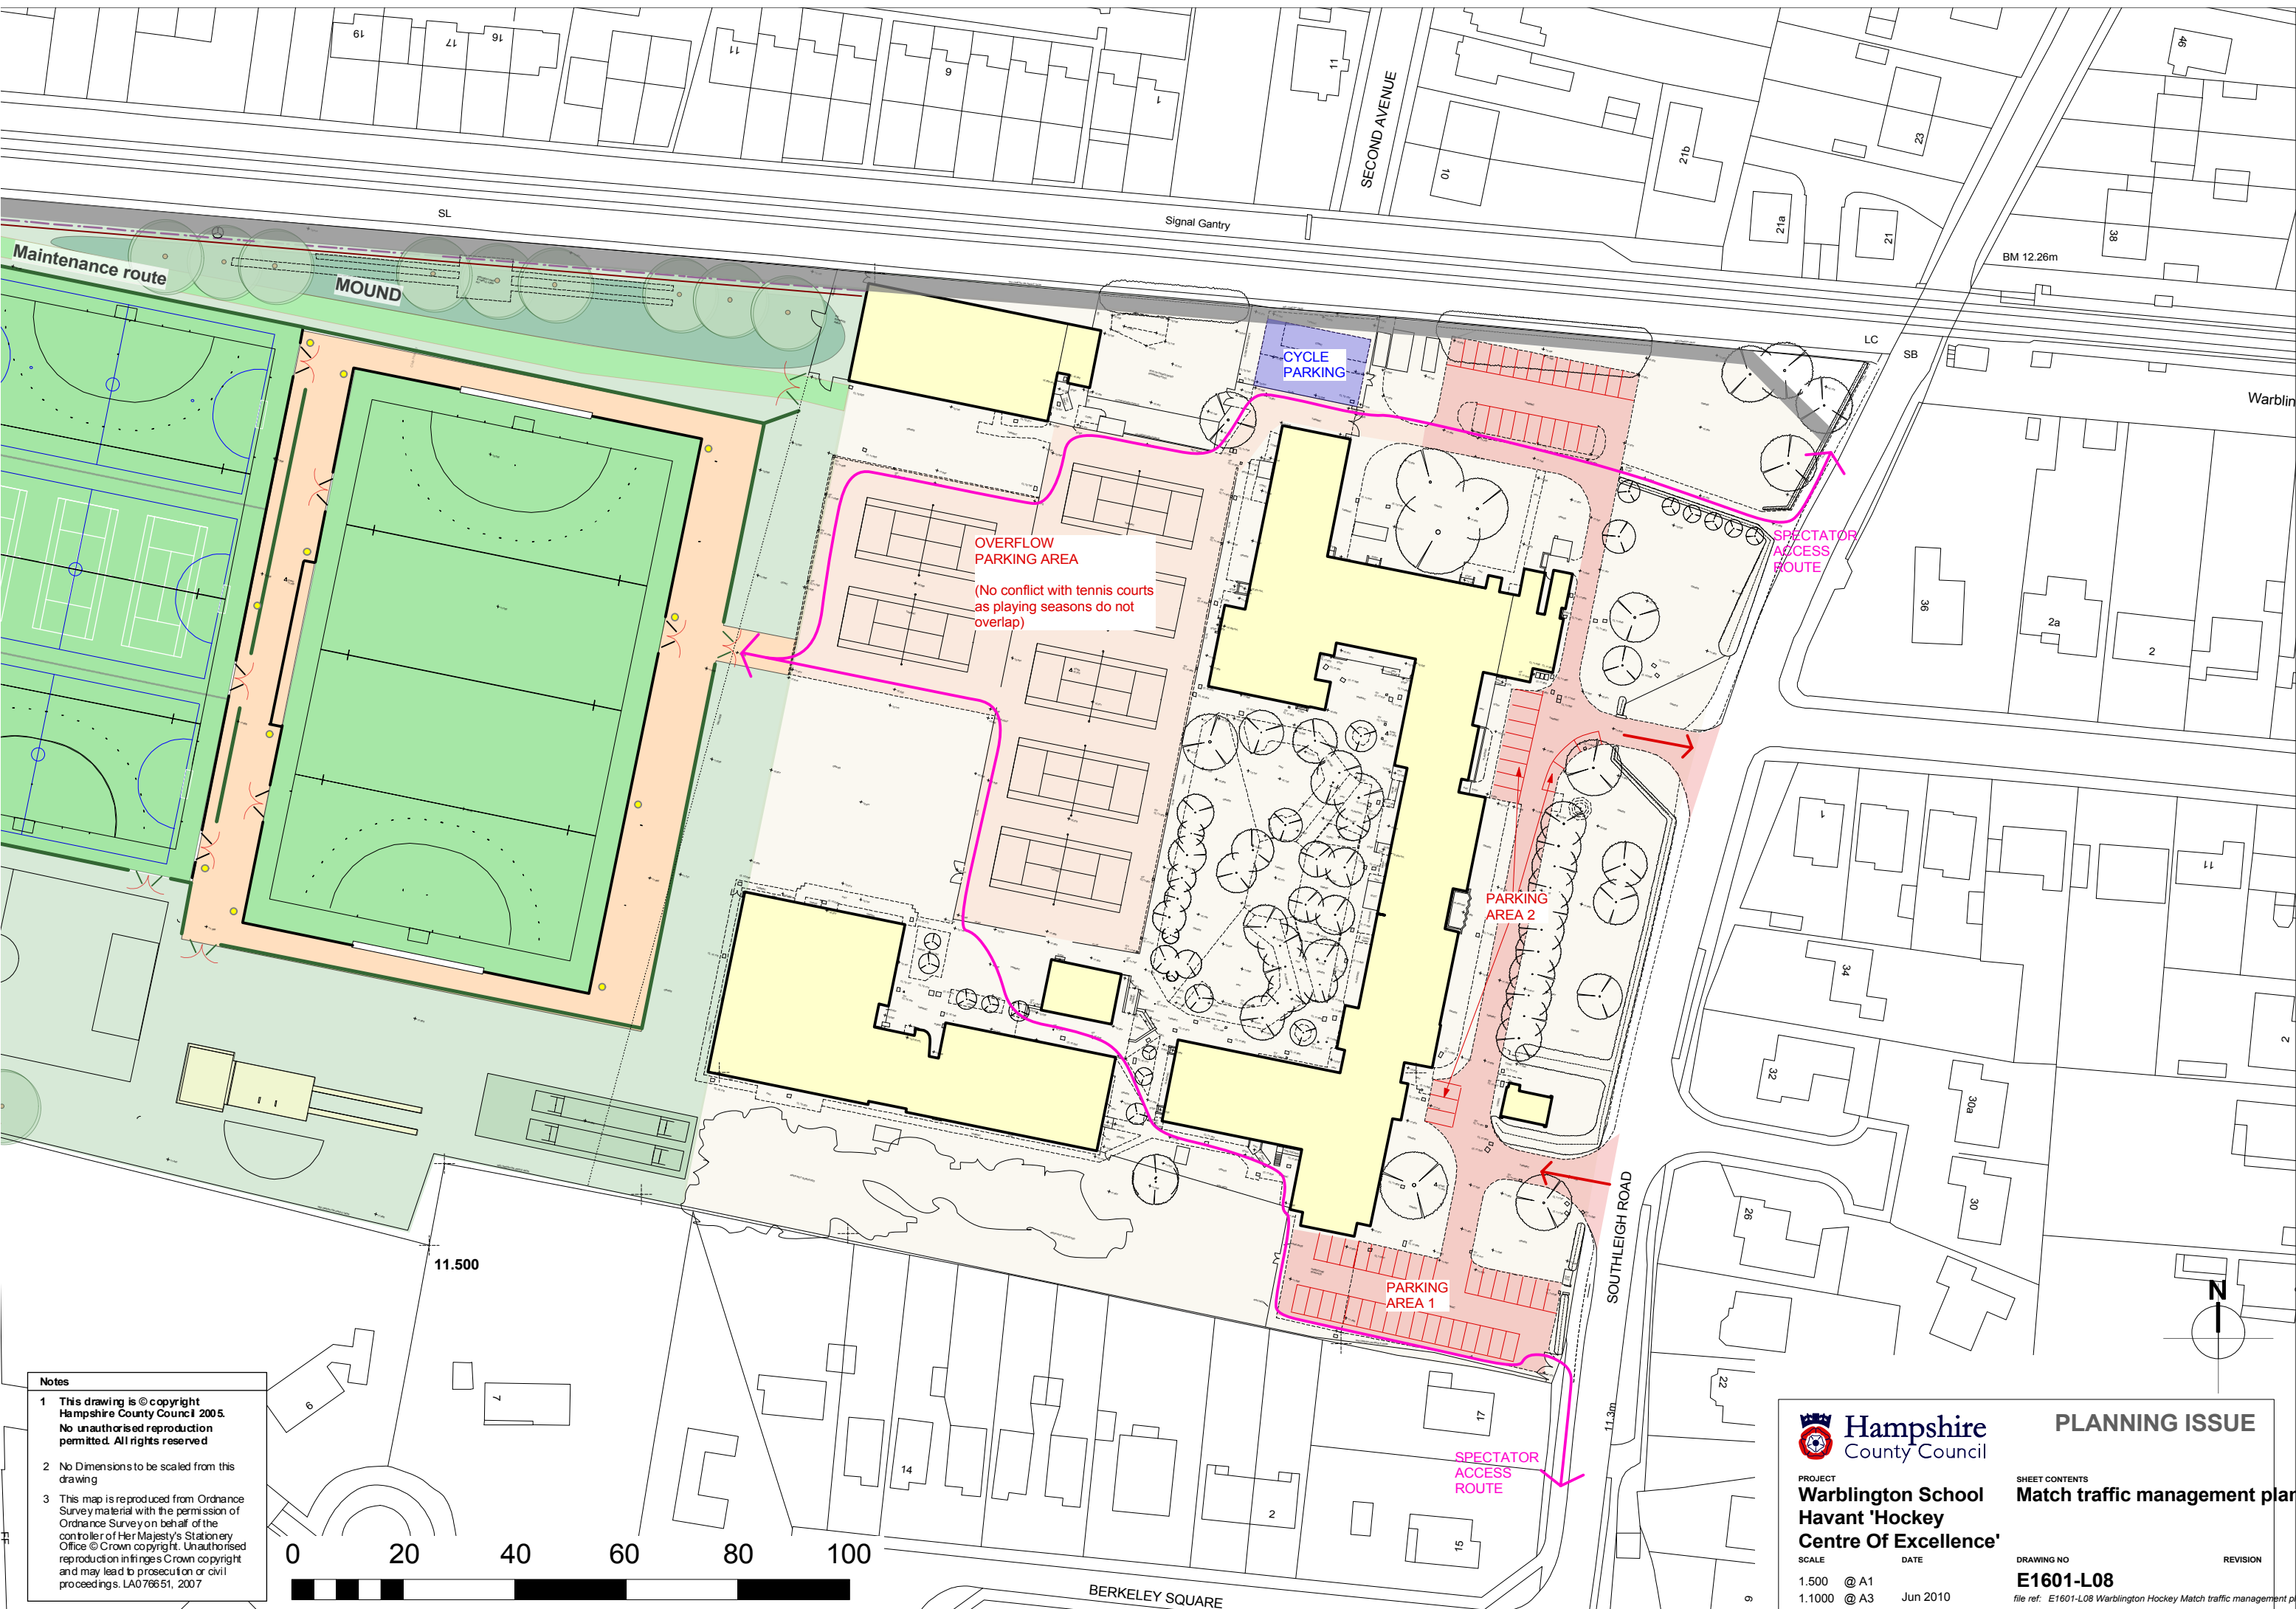 19
17
16
11
9
1
11
SECOND AVENUE
10
21b
23
46
21a
21
38
BM 12.26m
SL
Signal Gantry
LC
SB
Warblin
Maintenance route
MOUND
CYCLE
PARKING
OVERFLOW
PARKING AREA
(No conflict with tennis courts
as playing seasons do not
overlap)
SPECTATOR
ACCESS
ROUTE
36
2a
2
1
11
PARKING
AREA 2
34
32
30a
2
30
26
SOUTHLEIGH ROAD
PARKING
AREA 1
22
11.3m
11.500
6
7
14
2
17
15
SPECTATOR
ACCESS
ROUTE
BERKELEY SQUARE
N
FF
9
Notes
1 This drawing is © copyright
Hampshire County Council 2005.
No unauthorised reproduction
permitted. All rights reserved
2 No Dimensions to be scaled from this
drawing
3 This map is reproduced from Ordnance
Survey material with the permission of
Ordnance Survey on behalf of the
controller of Her Majesty's Stationery
Office © Crown copyright. Unauthorised
reproduction infringes Crown copyright
and may lead to prosecution or civil
proceedings. LA076651, 2007
0 20 40 60 80 100
Hampshire
County Council
PLANNING ISSUE
PROJECT
Warblington School
Havant 'Hockey
Centre Of Excellence'
SHEET CONTENTS
Match traffic management plan
SCALE
1.500 @ A1
1.1000 @ A3
DATE
Jun 2010
DRAWING NO
E1601-L08
REVISION
file ref: E1601-L08 Warblington Hockey Match traffic management p